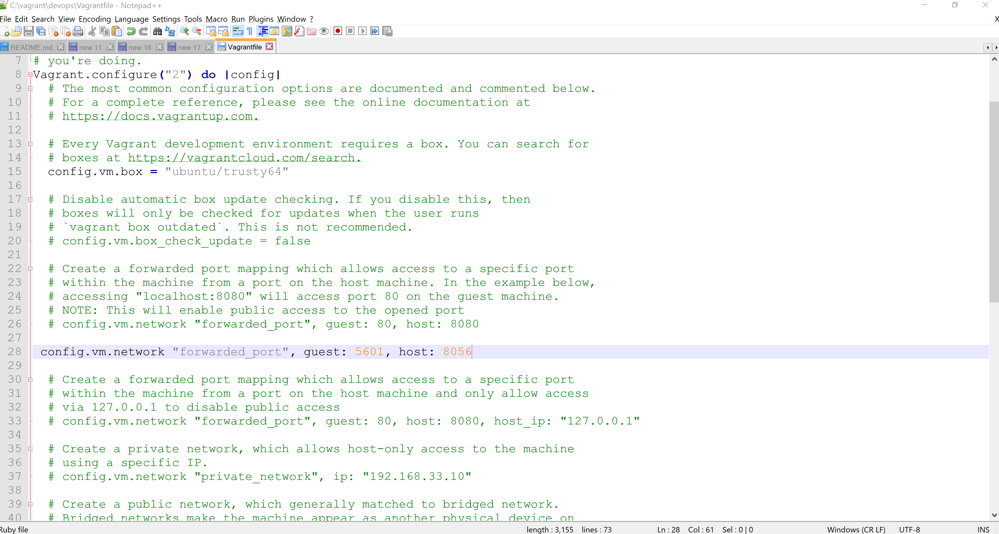 C:\vagrant\devops\Vagrantfile - Notepad++
File Edit Search View Encoding Language Settings Tools Macro Run Plugins Window ?
X
README.md new 11 new 16 new 17 Vagrantfile
7 # you're doing.
8 Vagrant.configure("2") do |config|
9 # The most common configuration options are documented and commented below.
10 # For a complete reference, please see the online documentation at
11 # https://docs.vagrantup.com.
12
13 # Every Vagrant development environment requires a box. You can search for
14 # boxes at https://vagrantcloud.com/search.
15 config.vm.box = "ubuntu/trusty64"
16
17 # Disable automatic box update checking. If you disable this, then
18 # boxes will only be checked for updates when the user runs
19 # `vagrant box outdated`. This is not recommended.
20 # config.vm.box_check_update = false
21
22 # Create a forwarded port mapping which allows access to a specific port
23 # within the machine from a port on the host machine. In the example below,
24 # accessing "localhost:8080" will access port 80 on the guest machine.
25 # NOTE: This will enable public access to the opened port
26 # config.vm.network "forwarded_port", guest: 80, host: 8080
27
28 config.vm.network "forwarded_port", guest: 5601, host: 8056
29
30 # Create a forwarded port mapping which allows access to a specific port
31 # within the machine from a port on the host machine and only allow access
32 # via 127.0.0.1 to disable public access
33 # config.vm.network "forwarded_port", guest: 80, host: 8080, host_ip: "127.0.0.1"
34
35 # Create a private network, which allows host-only access to the machine
36 # using a specific IP.
37 # config.vm.network "private_network", ip: "192.168.33.10"
38
39 # Create a public network, which generally matched to bridged network.
40 # Bridged networks make the machine appear as another physical device on
Ruby file length : 3,155 lines : 73 Ln : 28 Col : 61 Sel : 0 | 0 Windows (CR LF) UTF-8 INS